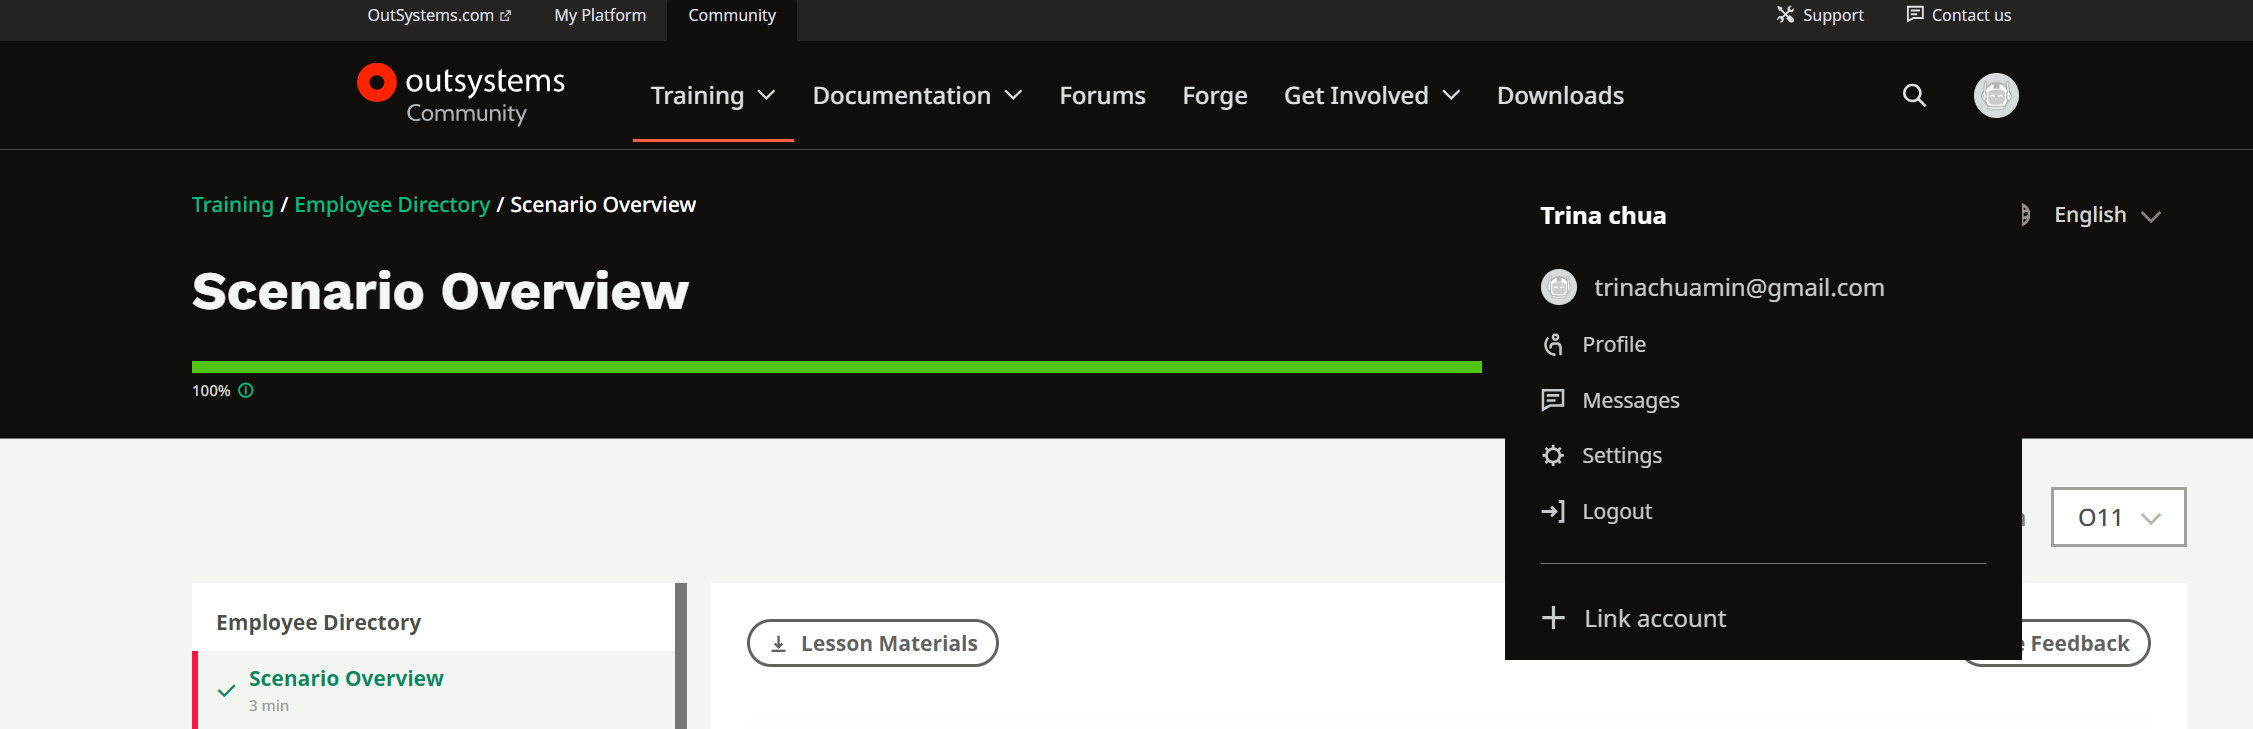 OutSystems.com My Platform Community Support Contact us
outsystems
Community
Training Documentation Forums Forge Get Involved Downloads
Training / Employee Directory / Scenario Overview
Trina chua
English
Scenario Overview
trinachuamin@gmail.com
Profile
100%
Messages
Settings
Logout
O11
Employee Directory
Link account
Lesson Materials
Feedback
Scenario Overview
3 min